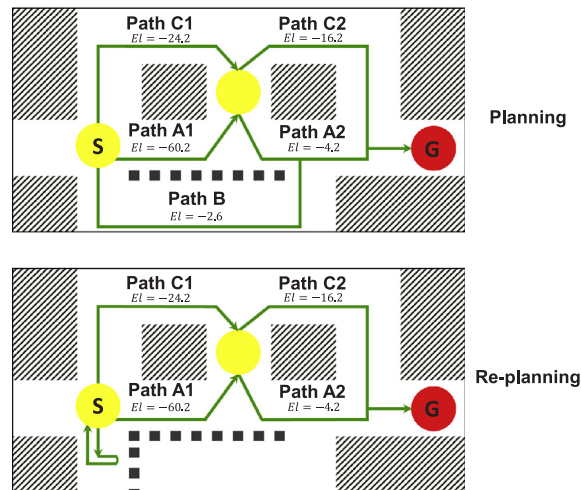 Path C1
El = −24.2
Path C2
El = −16.2
Path A1
El = −60.2
Path A2
El = −4.2
S
G
Path B
El = −2.6
Planning
Path C1
El = −24.2
Path C2
El = −16.2
Path A1
El = −60.2
Path A2
El = −4.2
S
G
Re-planning